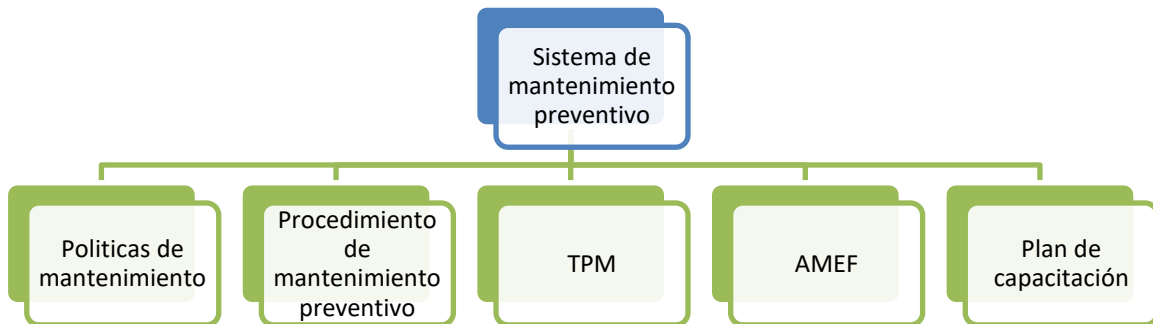 Sistema de
mantenimiento
preventivo
Politicas de
mantenimiento
Procedimiento
de
mantenimiento
preventivo
TPM
AMEF
Plan de
capacitación